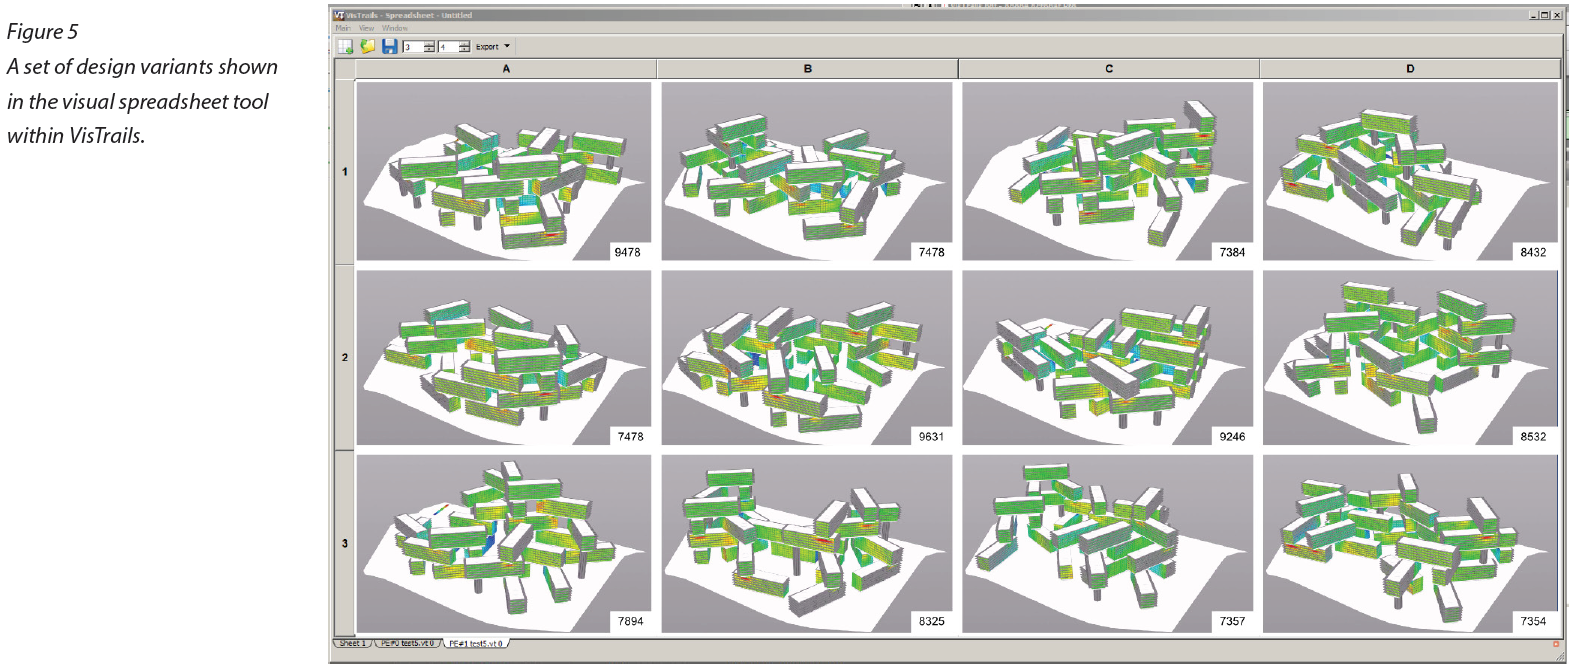 Figure 5
A set of design variants shown
in the visual spreadsheet tool
within VisTrails.
VisTrails - Spreadsheet - Untitled
Main View Window
3 4 Export
A B C D
1
9478 7478 7384 8432
2
7478 9631 9246 8532
3
7894 8325 7357 7354
Sheet 1 PE#0 test5.vt:0 PE#1 test5.vt:0